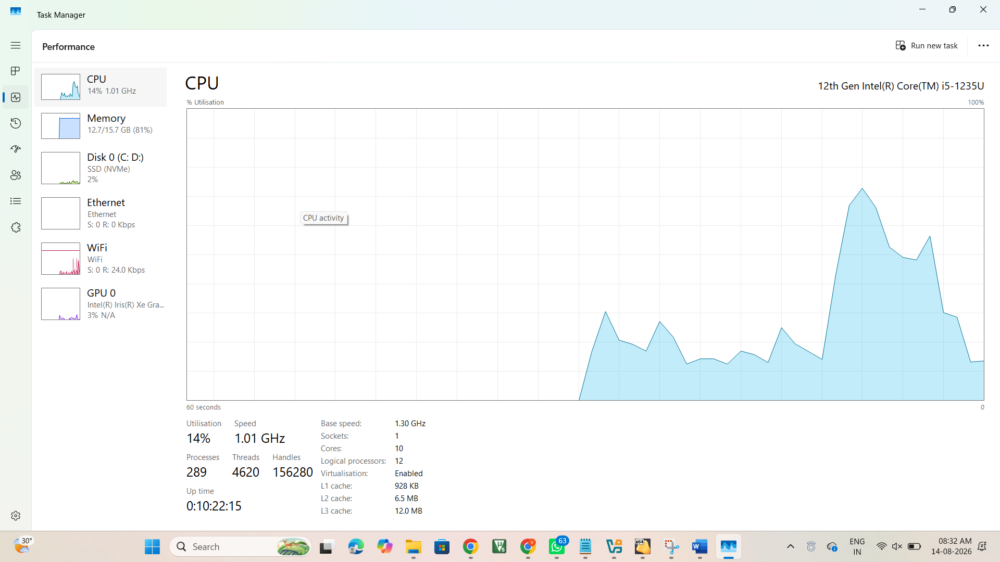 Task Manager
Performance
Run new task
CPU
14% 1.01 GHz
Memory
12.7/15.7 GB (81%)
Disk 0 (C: D:)
SSD (NVMe)
2%
Ethernet
Ethernet
S: 0 R: 0 Kbps
WiFi
WiFi
S: 0 R: 24.0 Kbps
GPU 0
Intel(R) Iris(R) Xe Gra...
3% N/A
CPU
12th Gen Intel(R) Core(TM) i5-1235U
% Utilisation
100%
CPU activity
60 seconds
0
Utilisation
Speed
14%
1.01 GHz
Processes
Threads
Handles
289
4620
156280
Up time
0:10:22:15
Base speed: 1.30 GHz
Sockets: 1
Cores: 10
Logical processors: 12
Virtualisation: Enabled
L1 cache: 928 KB
L2 cache: 6.5 MB
L3 cache: 12.0 MB
30°
Search
V
63
x64
W
ENG
IN
08:32 AM
14-08-2026